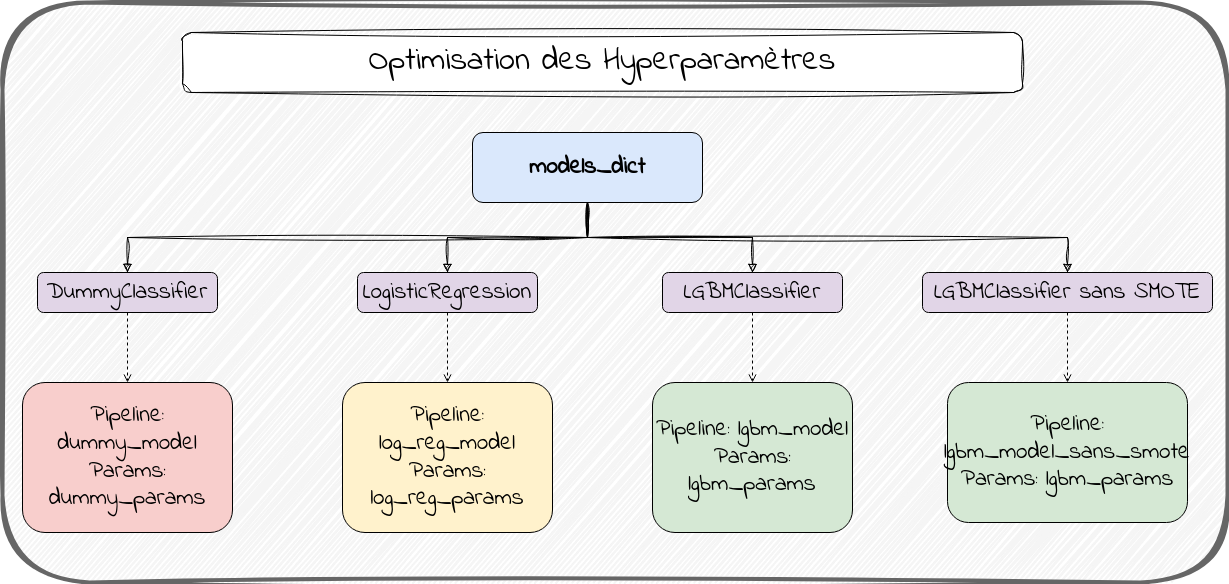 Optimisation des Hyperparamètres
models_dict
DummyClassifier
LogisticRegression
LGBMClassifier
LGBMClassifier sans SMOTE
Pipeline:
dummy_model
Params:
dummy_params
Pipeline:
log_reg_model
Params:
log_reg_params
Pipeline: lgbm_model
Params:
lgbm_params
Pipeline:
lgbm_model_sans_smote
Params: lgbm_params